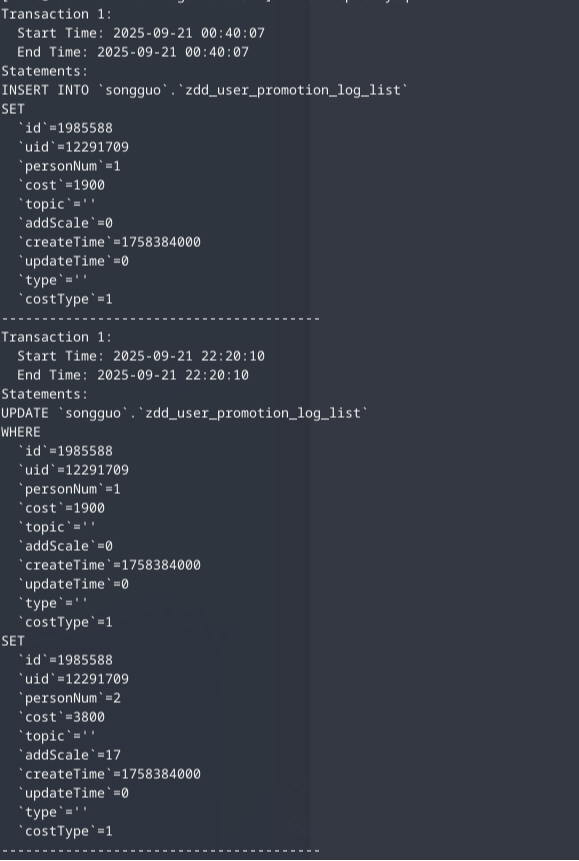 Transaction 1:
  Start Time: 2025-09-21 00:40:07
  End Time: 2025-09-21 00:40:07
Statements:
INSERT INTO `songguo`.`zdd_user_promotion_log_list`
SET
  `id`=1985588
  `uid`=12291709
  `personNum`=1
  `cost`=1900
  `topic`=''
  `addScale`=0
  `createTime`=1758384000
  `updateTime`=0
  `type`=''
  `costType`=1
----------------------------------------
Transaction 1:
  Start Time: 2025-09-21 22:20:10
  End Time: 2025-09-21 22:20:10
Statements:
UPDATE `songguo`.`zdd_user_promotion_log_list`
WHERE
  `id`=1985588
  `uid`=12291709
  `personNum`=1
  `cost`=1900
  `topic`=''
  `addScale`=0
  `createTime`=1758384000
  `updateTime`=0
  `type`=''
  `costType`=1
SET
  `id`=1985588
  `uid`=12291709
  `personNum`=2
  `cost`=3800
  `topic`=''
  `addScale`=17
  `createTime`=1758384000
  `updateTime`=0
  `type`=''
  `costType`=1
----------------------------------------